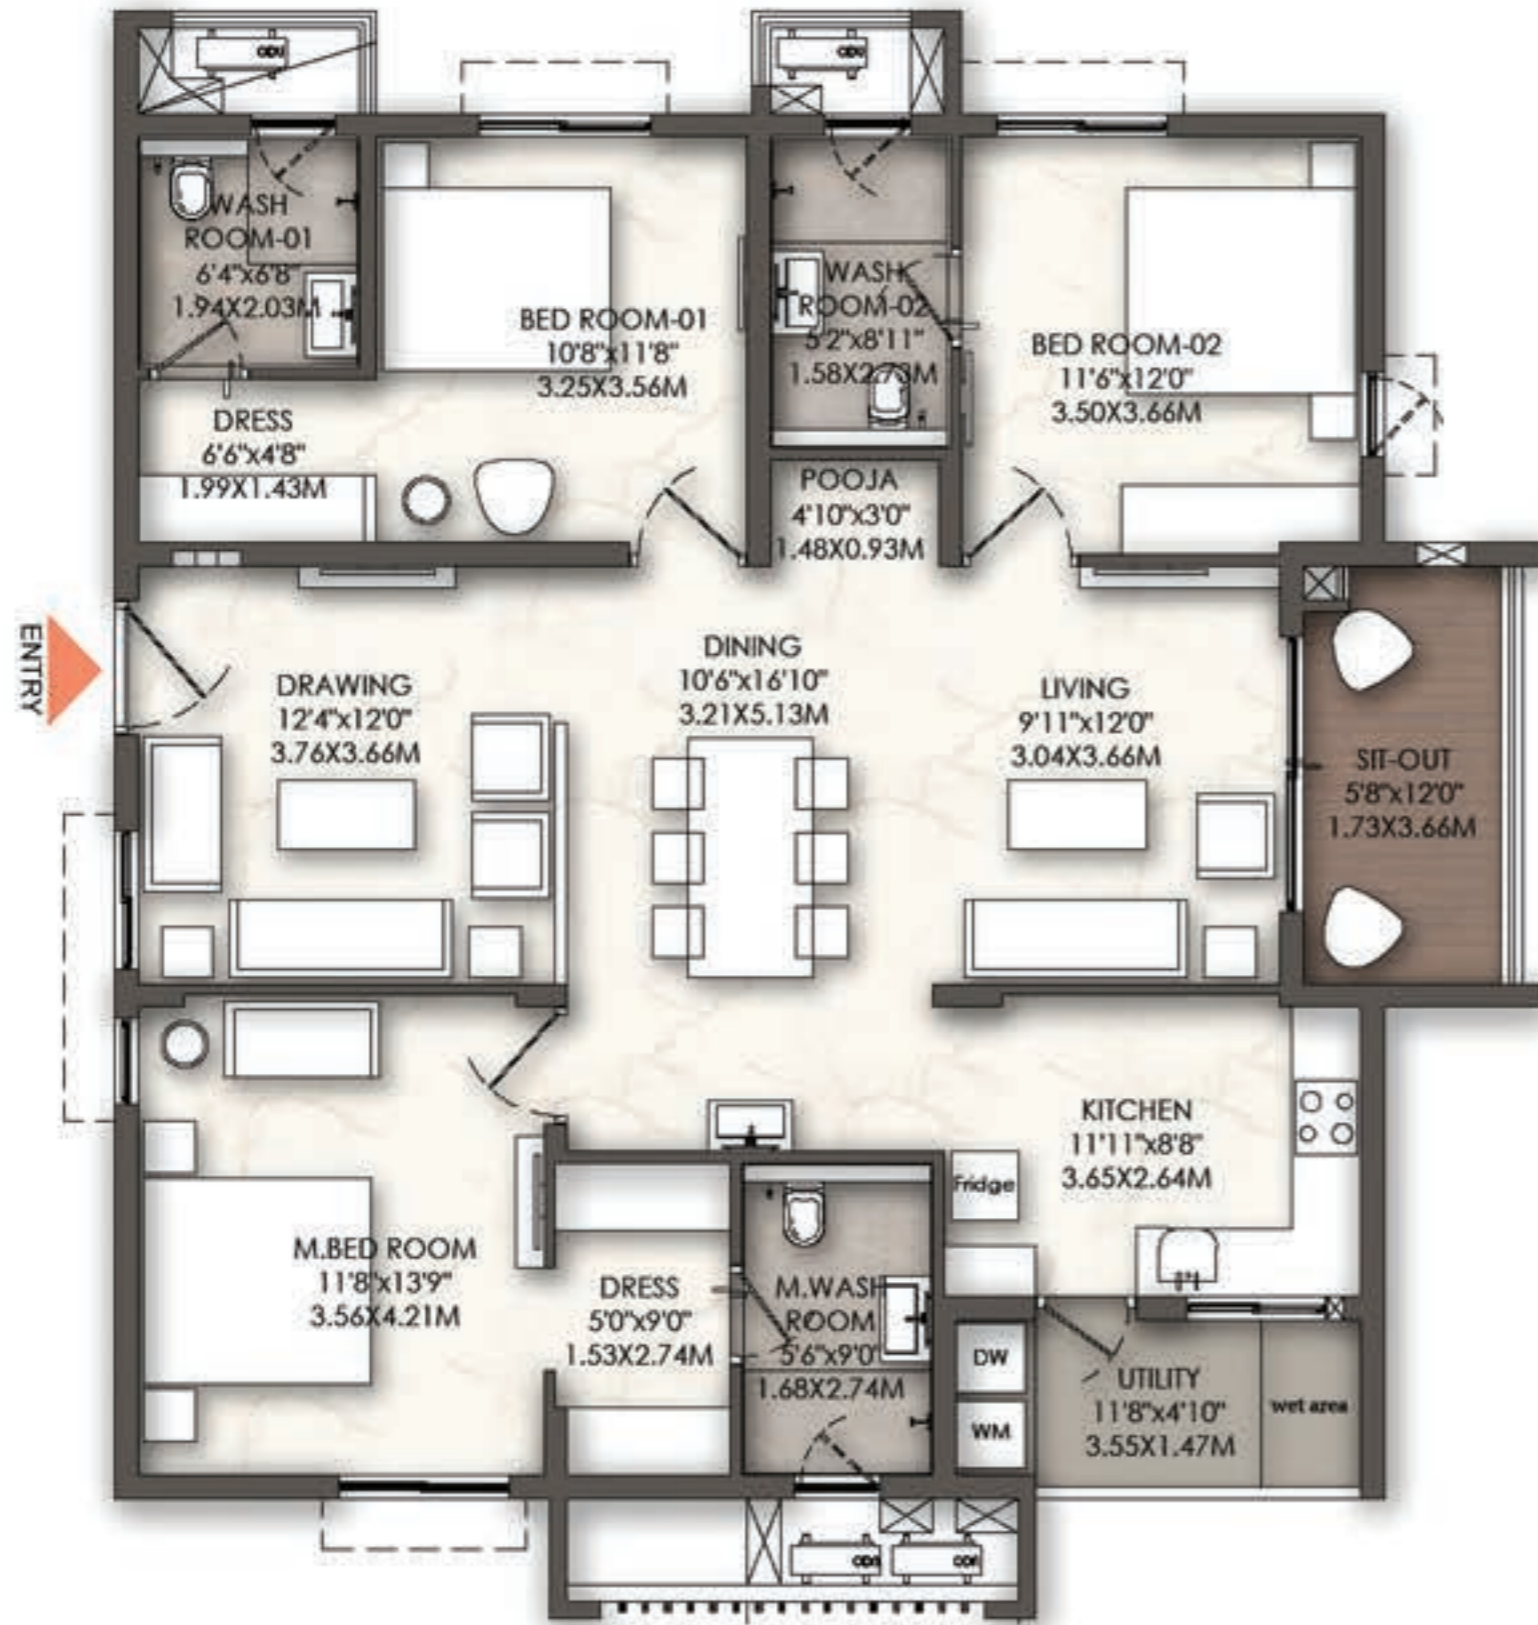 ODU
ODU
WASH
ROOM-01
6'4"x6'8"
1.94X2.03M
BED ROOM-01
10'8"x11'8"
3.25X3.56M
WASH
ROOM-02
5'2"x8'11"
1.58X2.73M
BED ROOM-02
11'6"x12'0"
3.50X3.66M
DRESS
6'6"x4'8"
1.99X1.43M
POOJA
4'10"x3'0"
1.48X0.93M
ENTRY
DRAWING
12'4"x12'0"
3.76X3.66M
DINING
10'6"x16'10"
3.21X5.13M
LIVING
9'11"x12'0"
3.04X3.66M
SIT-OUT
5'8"x12'0"
1.73X3.66M
KITCHEN
11'11"x8'8"
3.65X2.64M
Fridge
M.BED ROOM
11'8"x13'9"
3.56X4.21M
DRESS
5'0"x9'0"
1.53X2.74M
M.WASH
ROOM
5'6"x9'0"
1.68X2.74M
DW
WM
UTILITY
11'8"x4'10"
3.55X1.47M
wet area